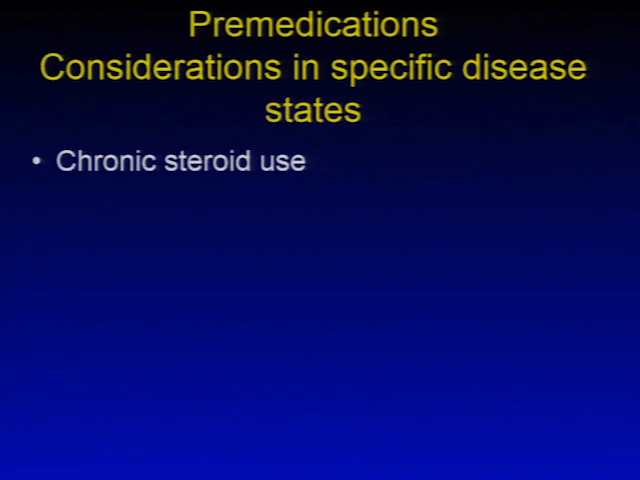 Premedications
Considerations in specific disease
states
• Chronic steroid use